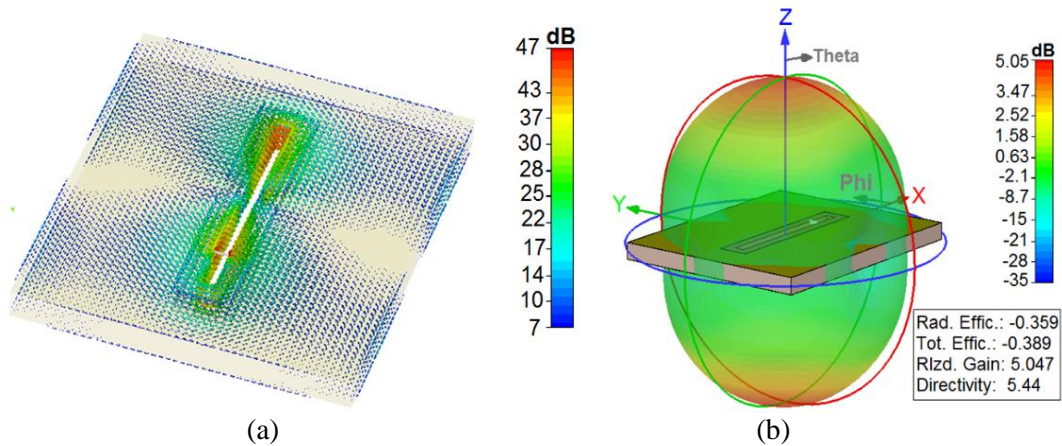 47 dB
43
37
30
28
25
22
17
14
10
7
(a)
Z
Theta
Phi
X
Y
dB
5.05
3.47
2.52
1.58
0.63
-2.1
-8.7
-15
-21
-28
-35
Rad. Effic.: -0.359
Tot. Effic.: -0.389
Rlzd. Gain: 5.047
Directivity: 5.44
(b)